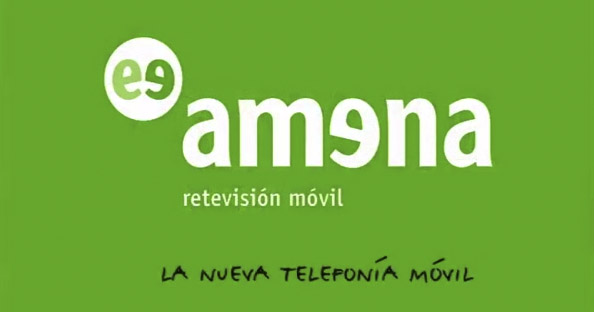 ee
amena
retevisión móvil
LA NUEVA TELEFONÍA MÓVIL